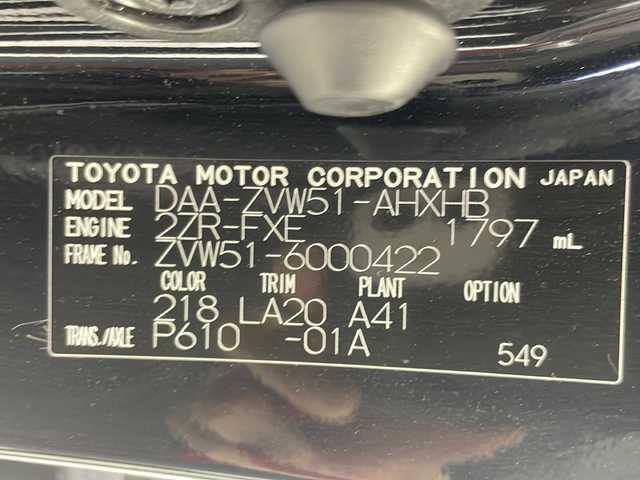 TOYOTA MOTOR CORPORATION JAPAN
MODEL DAA-ZVW51-AHXHB
ENGINE 2ZR-FXE 1797 mL
FRAME No. ZVW51-6000422
COLOR TRIM PLANT OPTION
218 LA20 A41
TRANS./AXLE P610 -01A
549